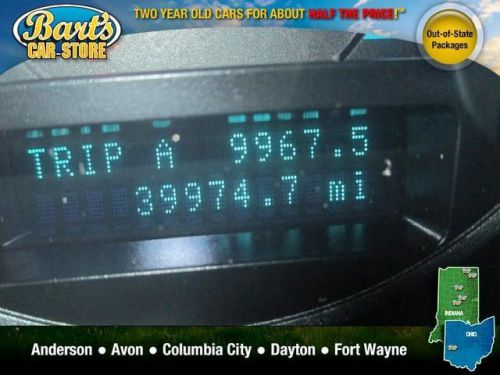 Bart's
CAR-STORE
TWO YEAR OLD CARS FOR ABOUT HALF THE PRICE!™
Out-of-State
Packages
TRIP A 9967.5
39974.7 mi
INDIANA
OHIO
Anderson ● Avon ● Columbia City ● Dayton ● Fort Wayne